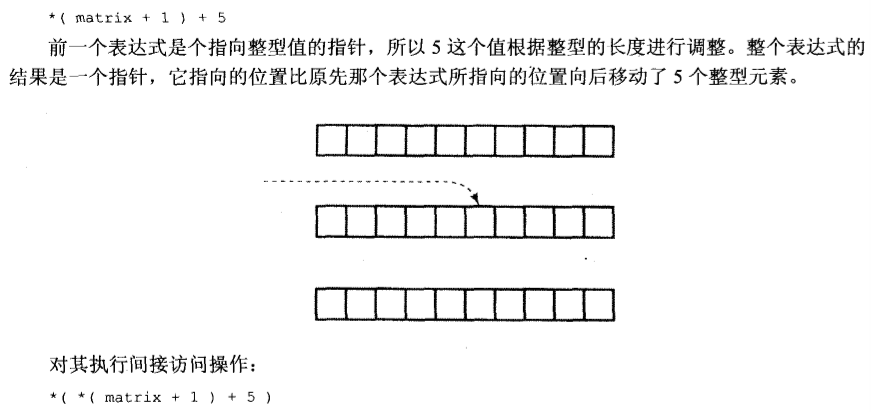 *( matrix + 1 ) + 5
前一个表达式是个指向整型值的指针，所以 5 这个值根据整型的长度进行调整。整个表达式的
结果是一个指针，它指向的位置比原先那个表达式所指向的位置向后移动了 5 个整型元素。
对其执行间接访问操作：
*( *( matrix + 1 ) + 5 )